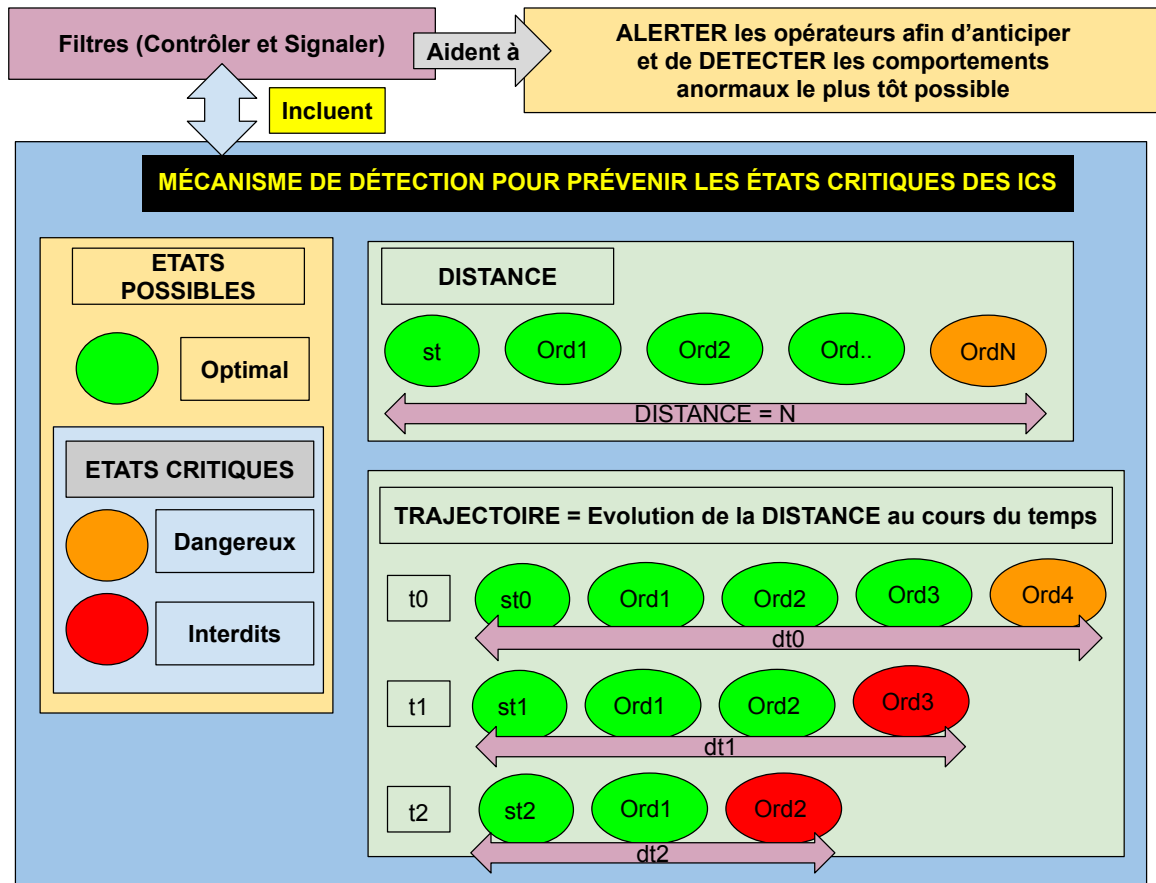 Filtres (Contrôler et Signaler)
Aident à
ALERTER les opérateurs afin d’anticiper
et de DETECTER les comportements
anormaux le plus tôt possible
Incluent
MÉCANISME DE DÉTECTION POUR PRÉVENIR LES ÉTATS CRITIQUES DES ICS
ETATS
POSSIBLES
Optimal
ETATS CRITIQUES
Dangereux
Interdits
DISTANCE
st Ord1 Ord2 Ord.. OrdN
DISTANCE = N
TRAJECTOIRE = Evolution de la DISTANCE au cours du temps
t0 st0 Ord1 Ord2 Ord3 Ord4
dt0
t1 st1 Ord1 Ord2 Ord3
dt1
t2 st2 Ord1 Ord2
dt2